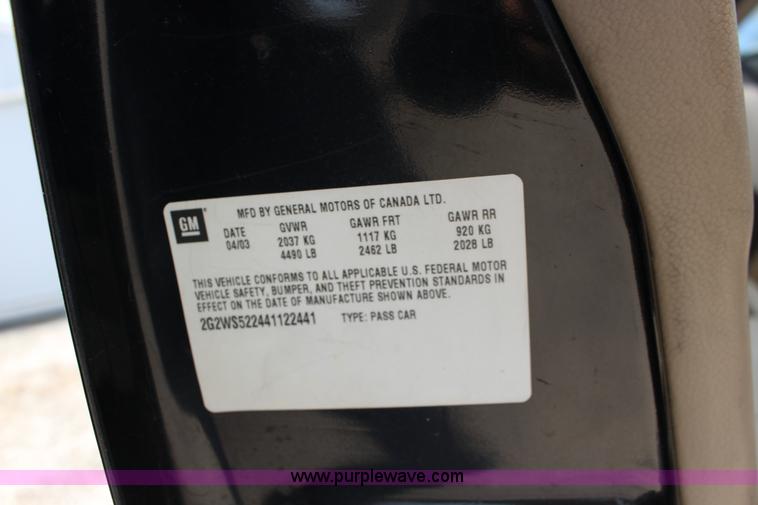 GM
MFD BY GENERAL MOTORS OF CANADA LTD.
DATE GVWR GAWR FRT GAWR RR
04/03 2037 KG 1117 KG 920 KG
4490 LB 2462 LB 2028 LB
THIS VEHICLE CONFORMS TO ALL APPLICABLE U.S. FEDERAL MOTOR
VEHICLE SAFETY, BUMPER, AND THEFT PREVENTION STANDARDS IN
EFFECT ON THE DATE OF MANUFACTURE SHOWN ABOVE.
2G2WS522441122441 TYPE: PASS CAR
www.purplewave.com